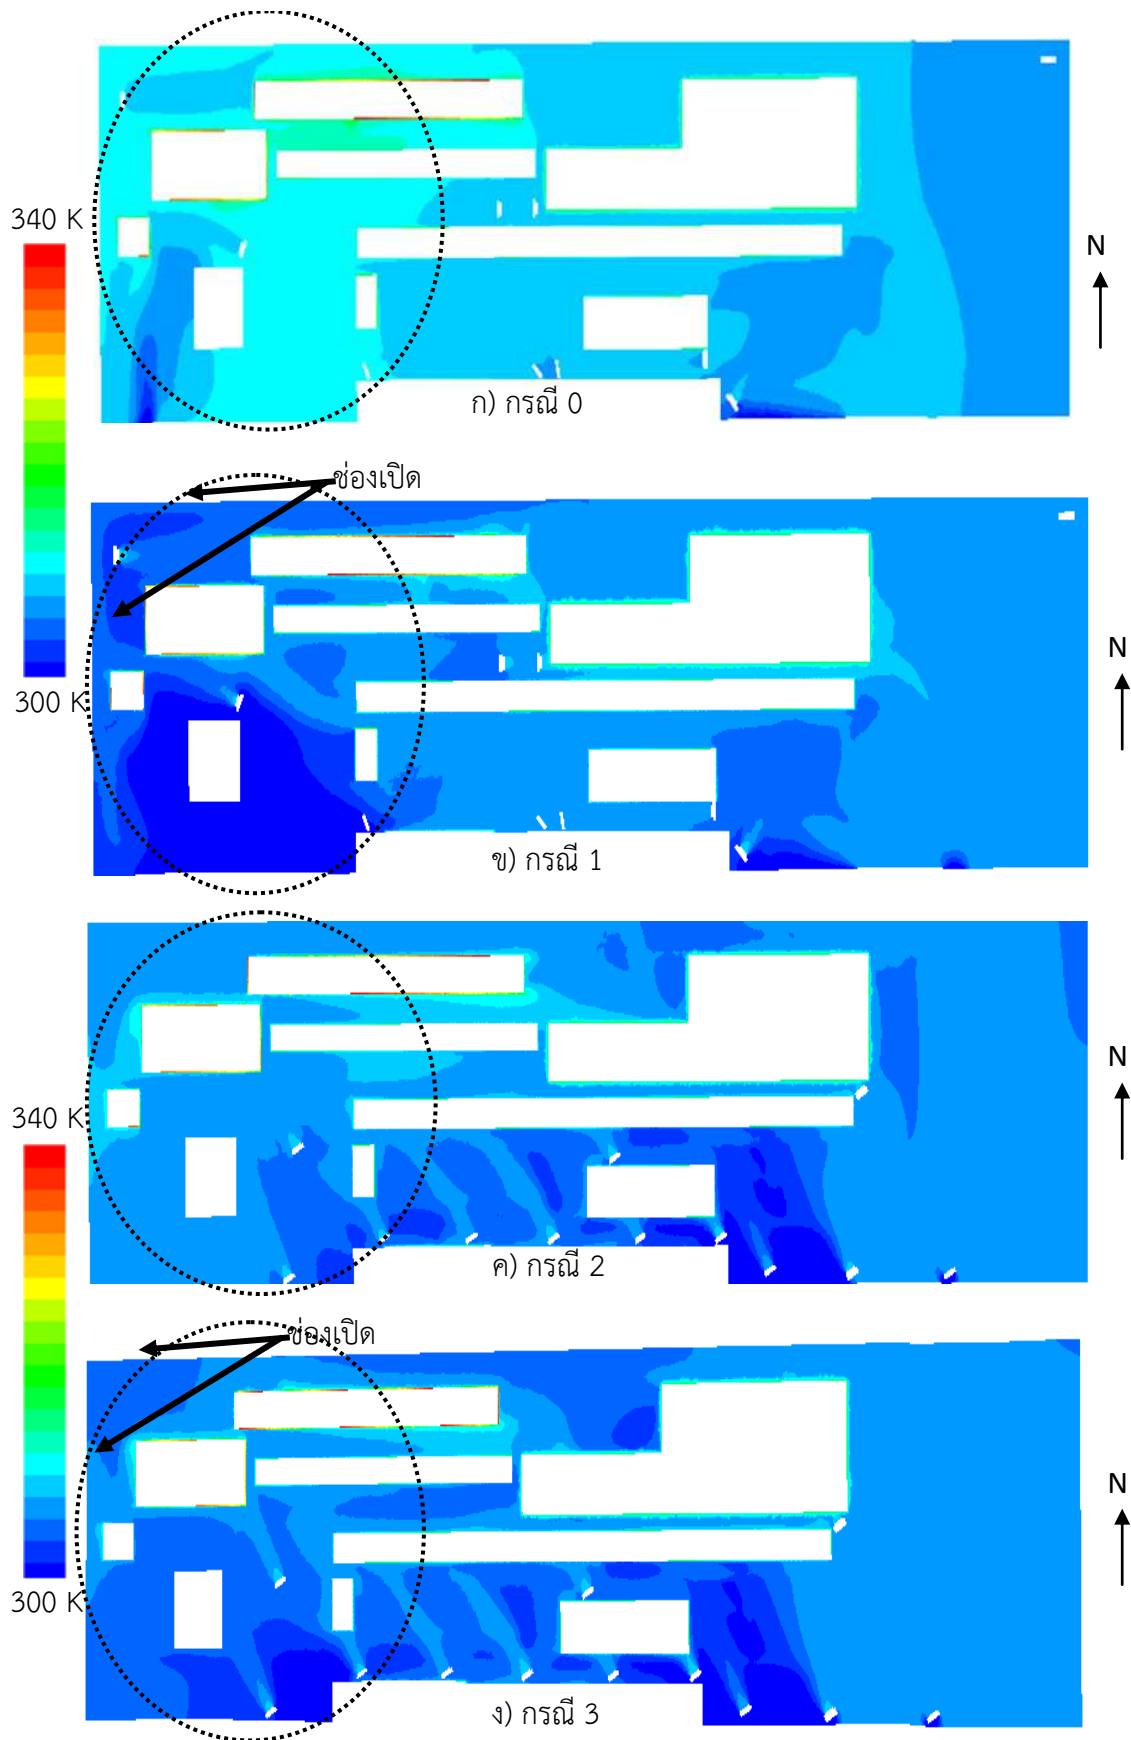 340 K
N
ก) กรณี 0
ช่องเปิด
300 K
N
ข) กรณี 1
N
340 K
ค) กรณี 2
ช่องเปิด
N
300 K
ง) กรณี 3